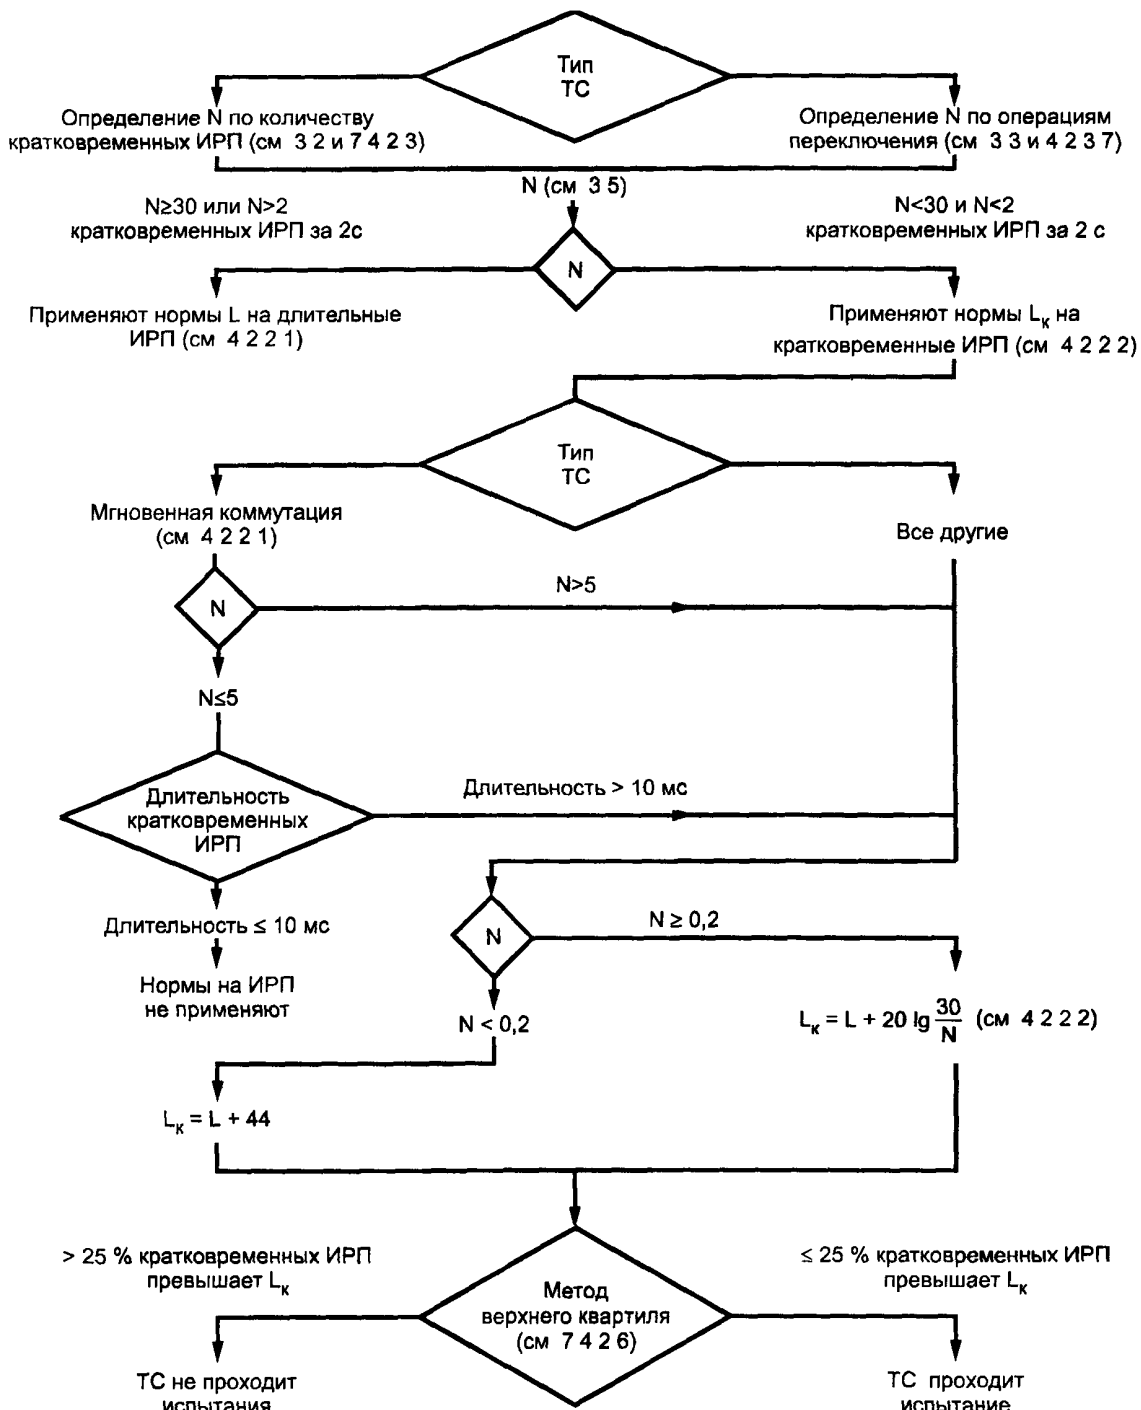 Тип
ТС
Определение N по количеству
кратковременных ИРП (см 3 2 и 7 4 2 3)
Определение N по операциям
переключения (см 3 3 и 4 2 3 7)
N (см 3 5)
N≥30 или N>2
кратковременных ИРП за 2с
N<30 и N<2
кратковременных ИРП за 2 с
N
Применяют нормы L на длительные
ИРП (см 4 2 2 1)
Применяют нормы Lк на
кратковременные ИРП (см 4 2 2 2)
Тип
ТС
Мгновенная коммутация
(см 4 2 2 1)
Все другие
N
N>5
N≤5
Длительность
кратковременных
ИРП
Длительность > 10 мс
Длительность ≤ 10 мс
Нормы на ИРП
не применяют
N
N ≥ 0,2
N < 0,2
Lк = L + 20 lg 30/N (см 4 2 2 2)
Lк = L + 44
> 25 % кратковременных ИРП
превышает Lк
≤ 25 % кратковременных ИРП
превышает Lк
Метод
верхнего квартиля
(см 7 4 2 6)
ТС не проходит
испытания
ТС проходит
испытание